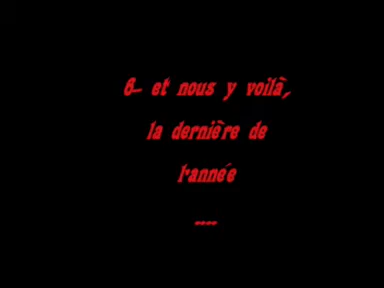 6- et nous y voilà,
la dernière de
l'année
----